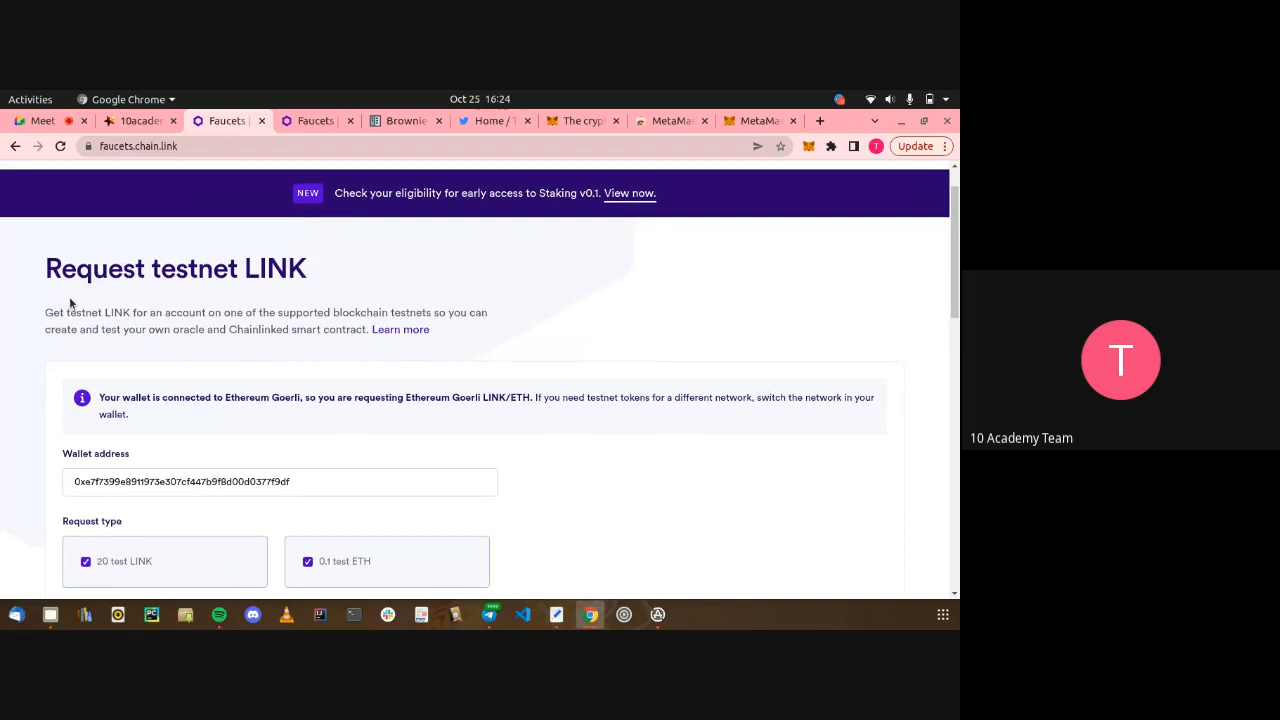 Activities
Google Chrome
Oct 25 16:24
Meet
10acader
Faucets
Faucets
Brownie
Home / T
The cryp
MetaMas
MetaMas
faucets.chain.link
T
Update
NEW
Check your eligibility for early access to Staking v0.1. View now.
Request testnet LINK
Get testnet LINK for an account on one of the supported blockchain testnets so you can
create and test your own oracle and Chainlinked smart contract. Learn more
Your wallet is connected to Ethereum Goerli, so you are requesting Ethereum Goerli LINK/ETH. If you need testnet tokens for a different network, switch the network in your
wallet.
Wallet address
0xe7f7399e8911973e307cf447b9f8d00d0377f9df
Request type
20 test LINK
0.1 test ETH
T
10 Academy Team